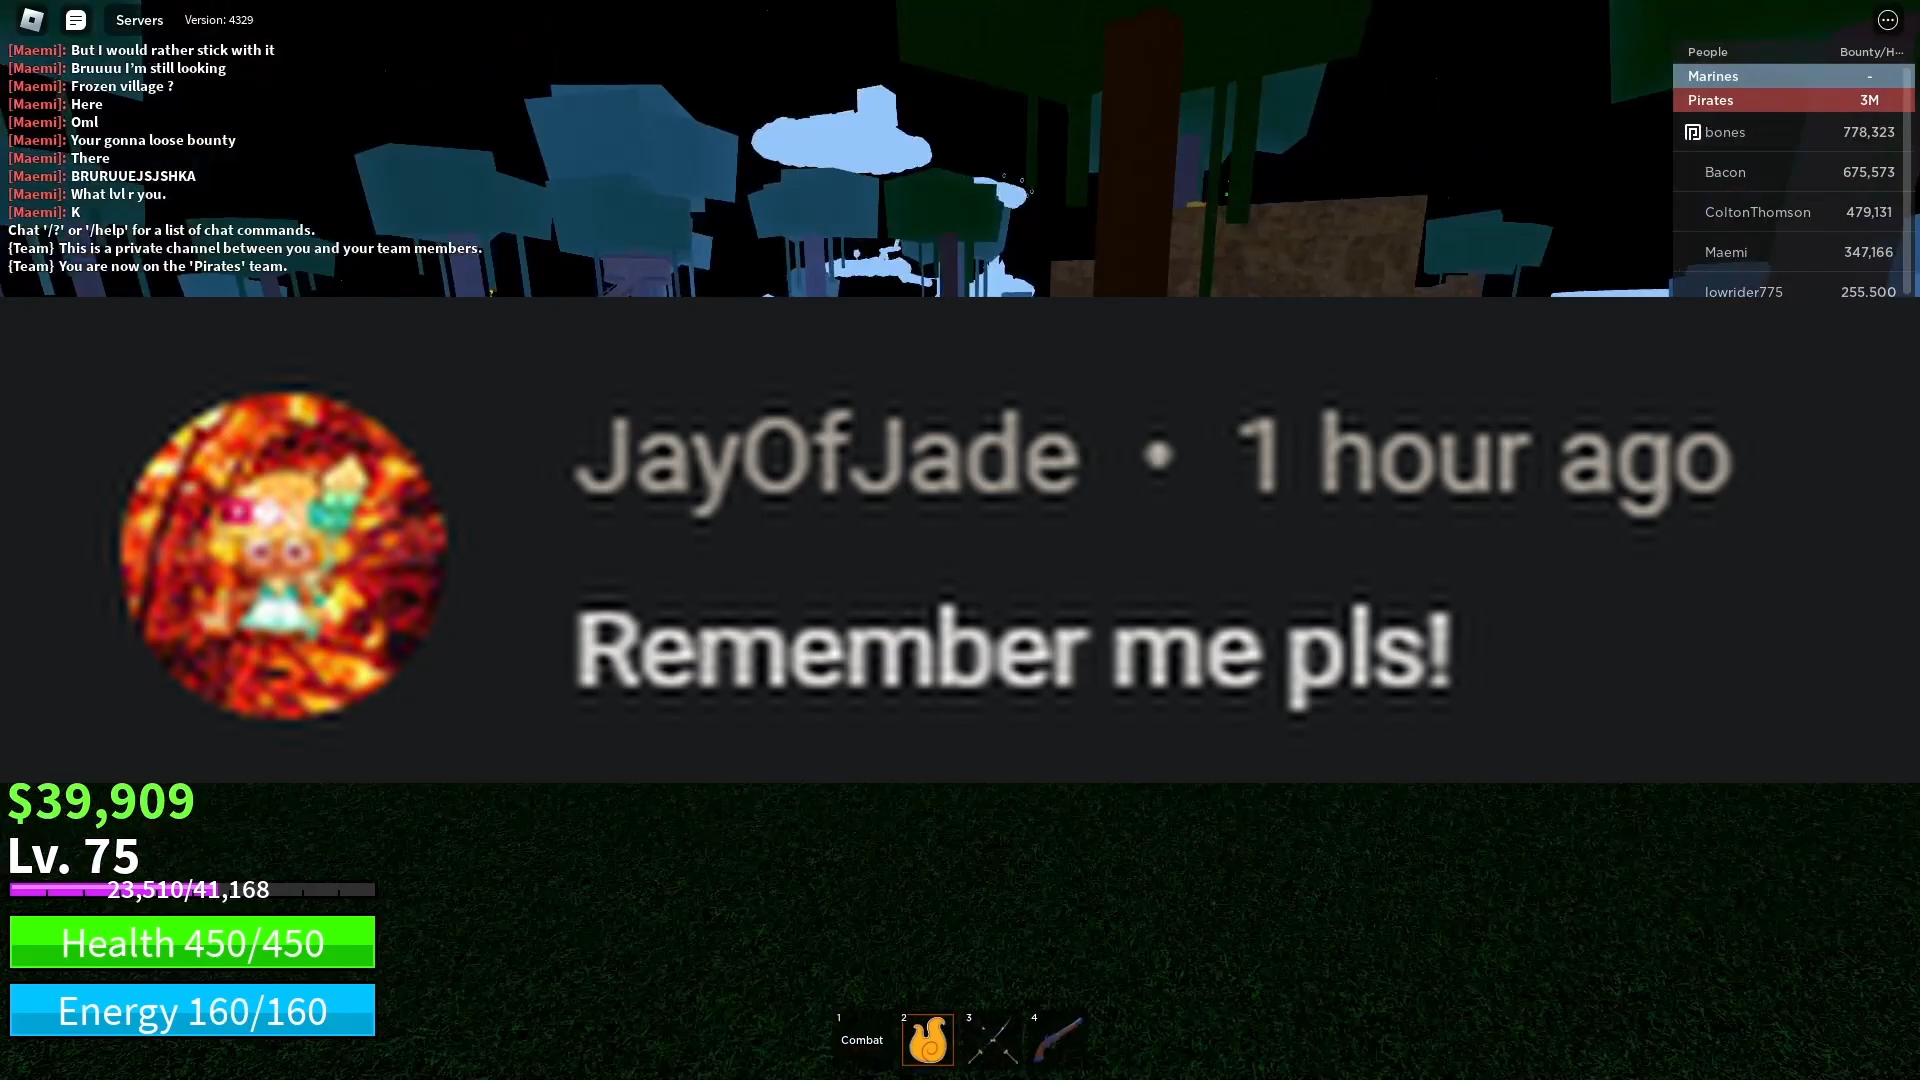 Servers Version: 4329
[Maemi]: But I would rather stick with it
[Maemi]: Bruuuu I'm still looking
[Maemi]: Frozen village ?
[Maemi]: Here
[Maemi]: Oml
[Maemi]: Your gonna loose bounty
[Maemi]: There
[Maemi]: BRURUUEJSJSHKA
[Maemi]: What lvl r you.
[Maemi]: K
Chat '/?' or '/help' for a list of chat commands.
{Team} This is a private channel between you and your team members.
{Team} You are now on the 'Pirates' team.
People Bounty/H...
Marines -
Pirates 3M
bones 778,323
Bacon 675,573
ColtonThomson 479,131
Maemi 347,166
lowrider775 255,500
JayOfJade • 1 hour ago
Remember me pls!
$39,909
Lv. 75
23,510/41,168
Health 450/450
Energy 160/160
1 2 3 4
Combat